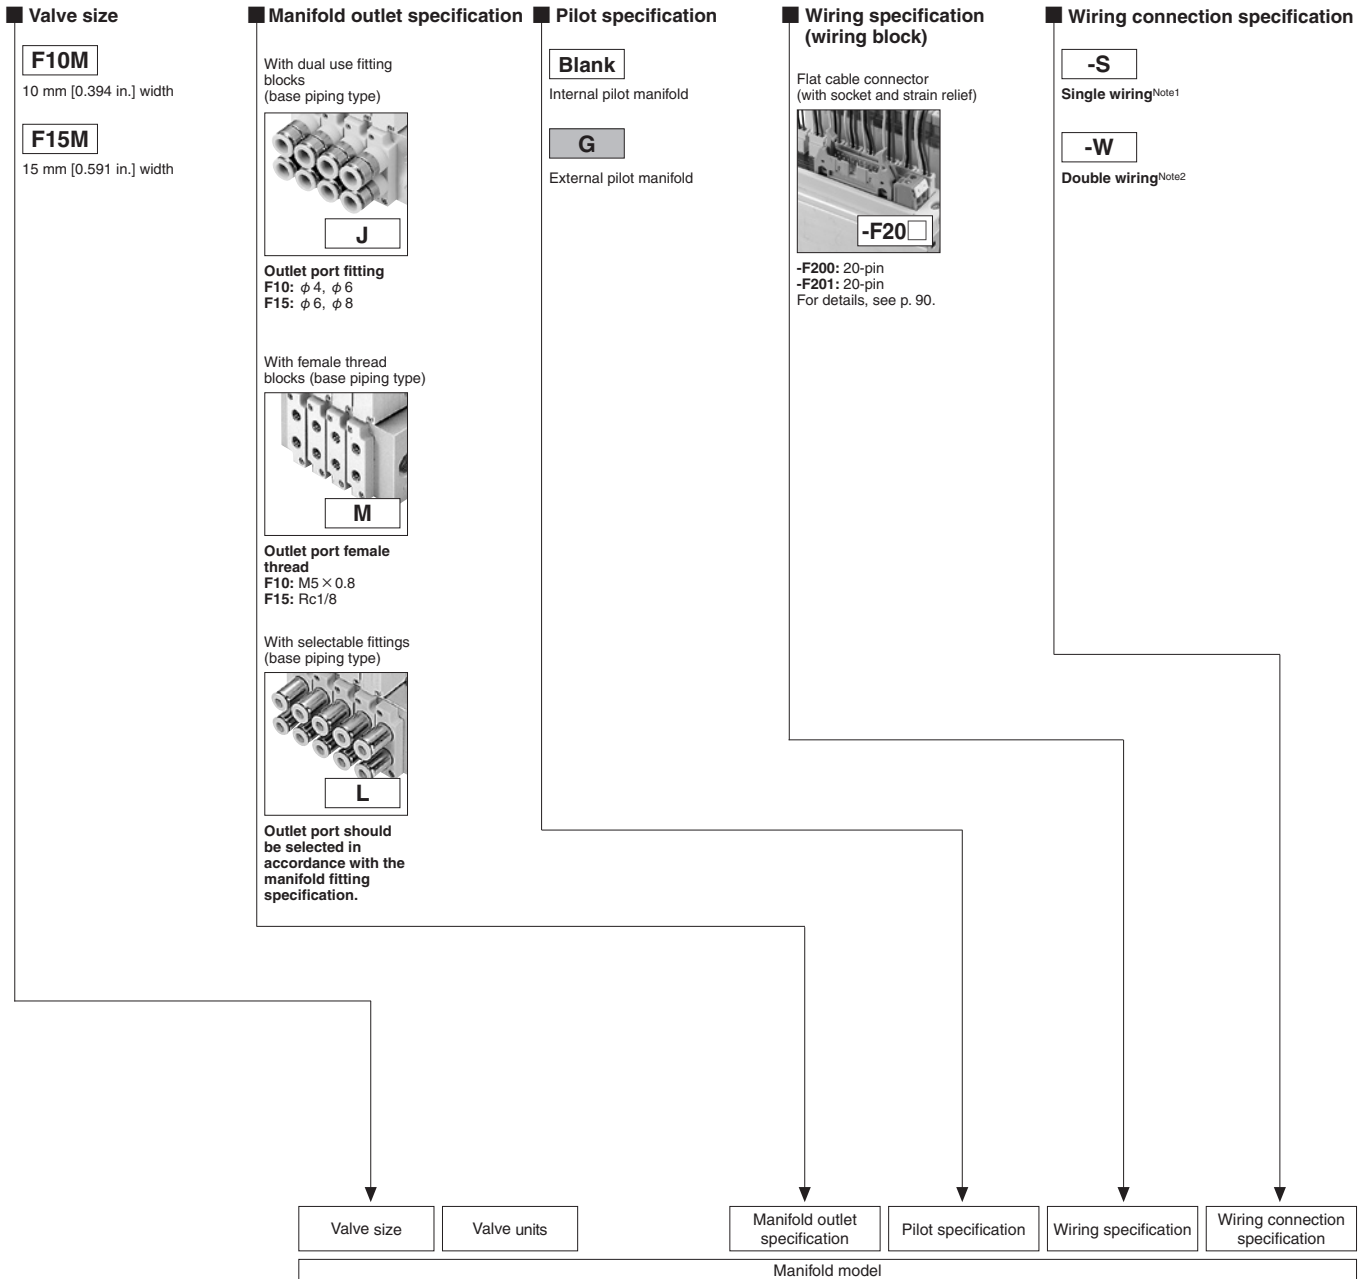 Valve size
F10M
10 mm [0.394 in.] width
F15M
15 mm [0.591 in.] width
Manifold outlet specification
With dual use fitting
blocks
(base piping type)
J
Outlet port fitting
F10: φ4, φ6
F15: φ6, φ8
With female thread
blocks (base piping type)
M
Outlet port female
thread
F10: M5×0.8
F15: Rc1/8
With selectable fittings
(base piping type)
L
Outlet port should
be selected in
accordance with the
manifold fitting
specification.
Pilot specification
Blank
Internal pilot manifold
G
External pilot manifold
Wiring specification
(wiring block)
Flat cable connector
(with socket and strain relief)
-F20□
-F200: 20-pin
-F201: 20-pin
For details, see p. 90.
Wiring connection specification
-S
Single wiringNote1
-W
Double wiringNote2
Valve size
Valve units
Manifold outlet
specification
Pilot specification
Wiring specification
Wiring connection
specification
Manifold model